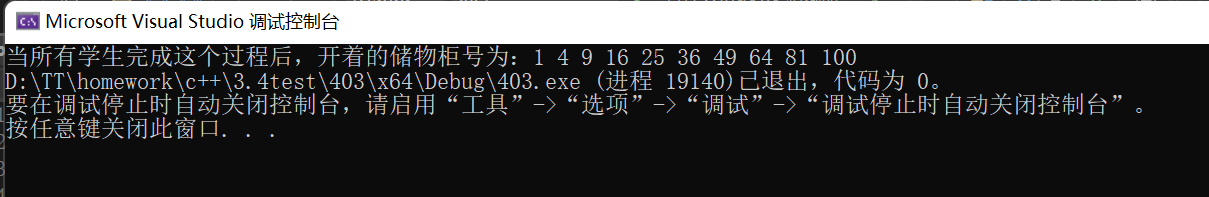 Microsoft Visual Studio 调试控制台
当所有学生完成这个过程后，开着的储物柜号为：1 4 9 16 25 36 49 64 81 100
D:\TT\homework\c++\3.4test\403\x64\Debug\403.exe (进程 19140)已退出，代码为 0。
要在调试停止时自动关闭控制台，请启用“工具”->“选项”->“调试”->“调试停止时自动关闭控制台”。
按任意键关闭此窗口. . .